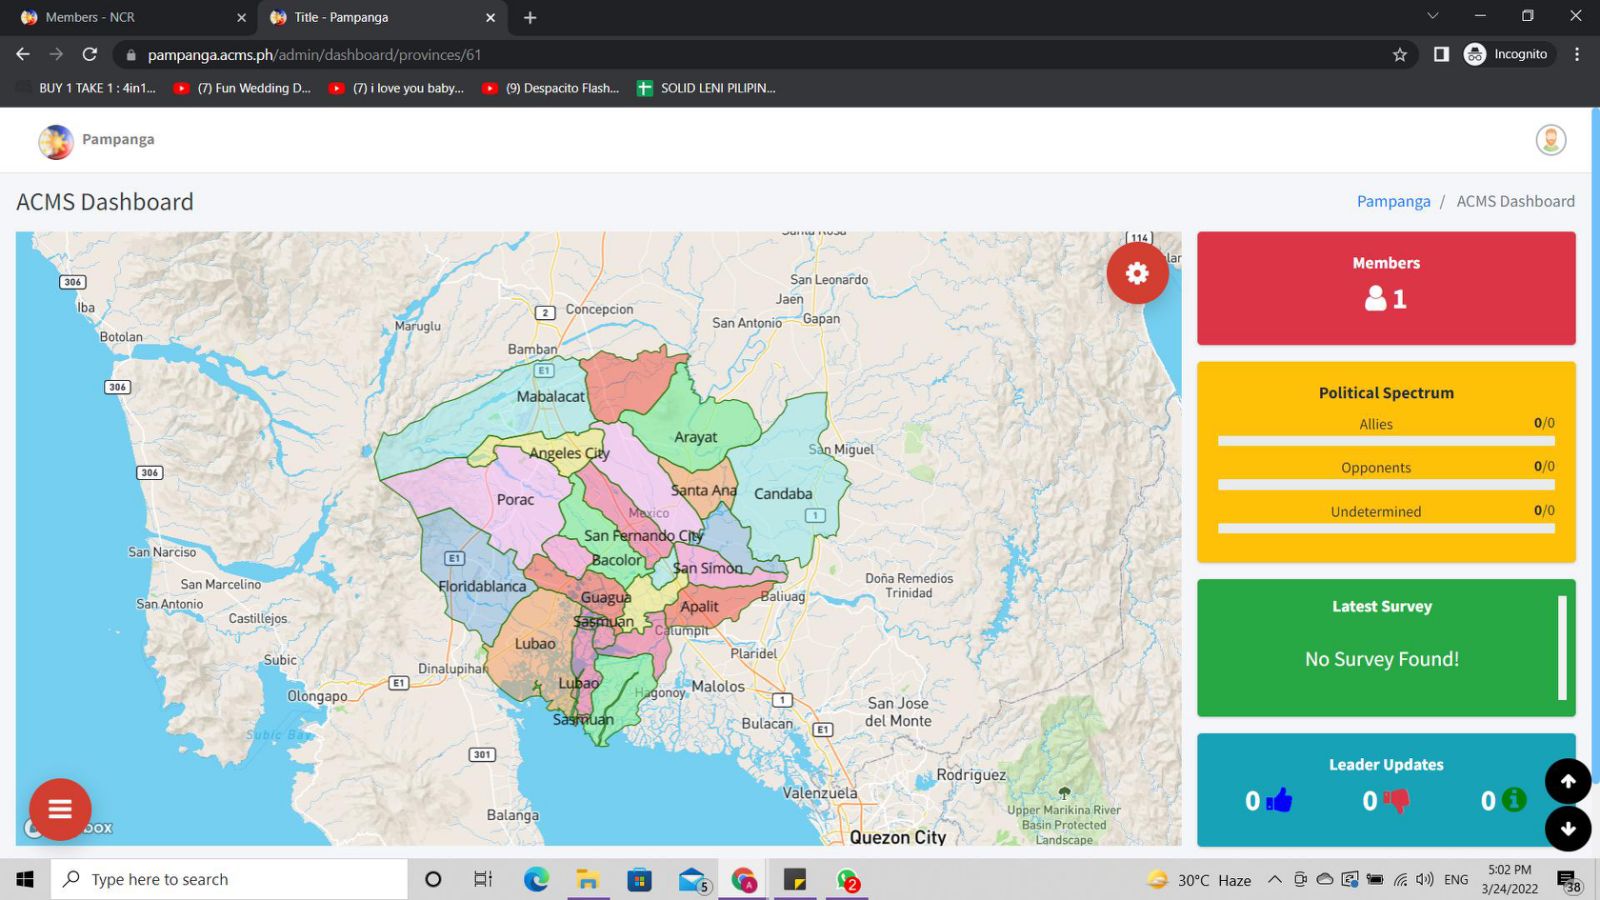 Members - NCR
Title - Pampanga
pampanga.acms.ph/admin/dashboard/provinces/61
Incognito
BUY 1 TAKE 1 : 4in1...
(7) Fun Wedding D...
(7) i love you baby...
(9) Despacito Flash...
SOLID LENI PILIPIN...
Pampanga
ACMS Dashboard
Pampanga / ACMS Dashboard
114
306
Iba
Botolan
San Leonardo
Jaen
2
Concepcion
San Antonio
Gapan
Maruglu
Bamban
E1
306
Mabalacat
Arayat
San Miguel
Angeles City
306
Santa Ana
Candaba
Porac
Mexico
1
San Fernando City
San Narciso
E1
Bacolor
San Simon
San Marcelino
Floridablanca
Doña Remedios
Trinidad
San Antonio
Guagua
Apalit
Baliuag
Castillejos
Sasmuan
Calumpit
Lubao
Plaridel
Subic
Dinalupihan
E1
Lubao
Hagonoy
Malolos
Olongapo
1
San Jose
del Monte
Sasmuan
Bulacan
E1
Subic Bay
301
Rodriguez
Valenzuela
Upper Marikina River
Basin Protected
Landscape
Balanga
Quezon City
Members
1
Political Spectrum
Allies
0/0
Opponents
0/0
Undetermined
0/0
Latest Survey
No Survey Found!
Leader Updates
0
0
0
Type here to search
5
A
2
30°C Haze
ENG
5:02 PM
3/24/2022
38